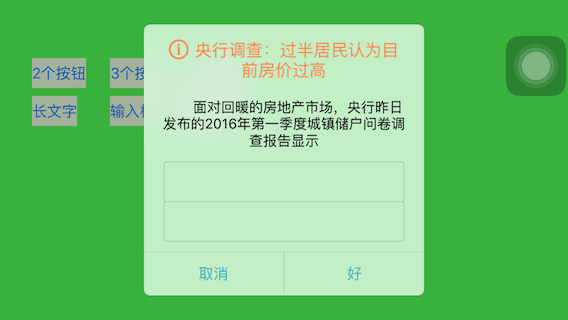 央行调查：过半居民认为目
前房价过高
面对回暖的房地产市场，央行昨日
发布的2016年第一季度城镇储户问卷调
查报告显示
2个按钮
3个按
长文字
输入
取消
好